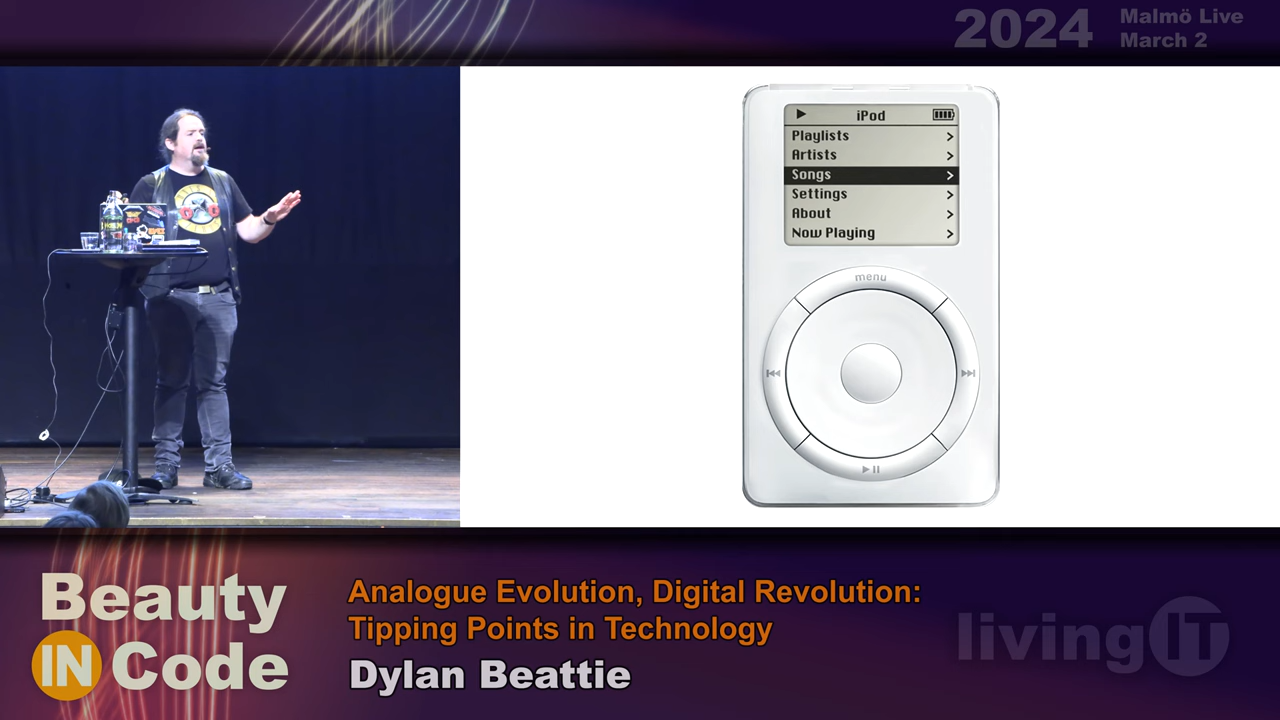 2024
Malmö Live
March 2
iPod
Playlists
Artists
Songs
Settings
About
Now Playing
menu
Beauty
IN Code
Analogue Evolution, Digital Revolution:
Tipping Points in Technology
Dylan Beattie
livingIT